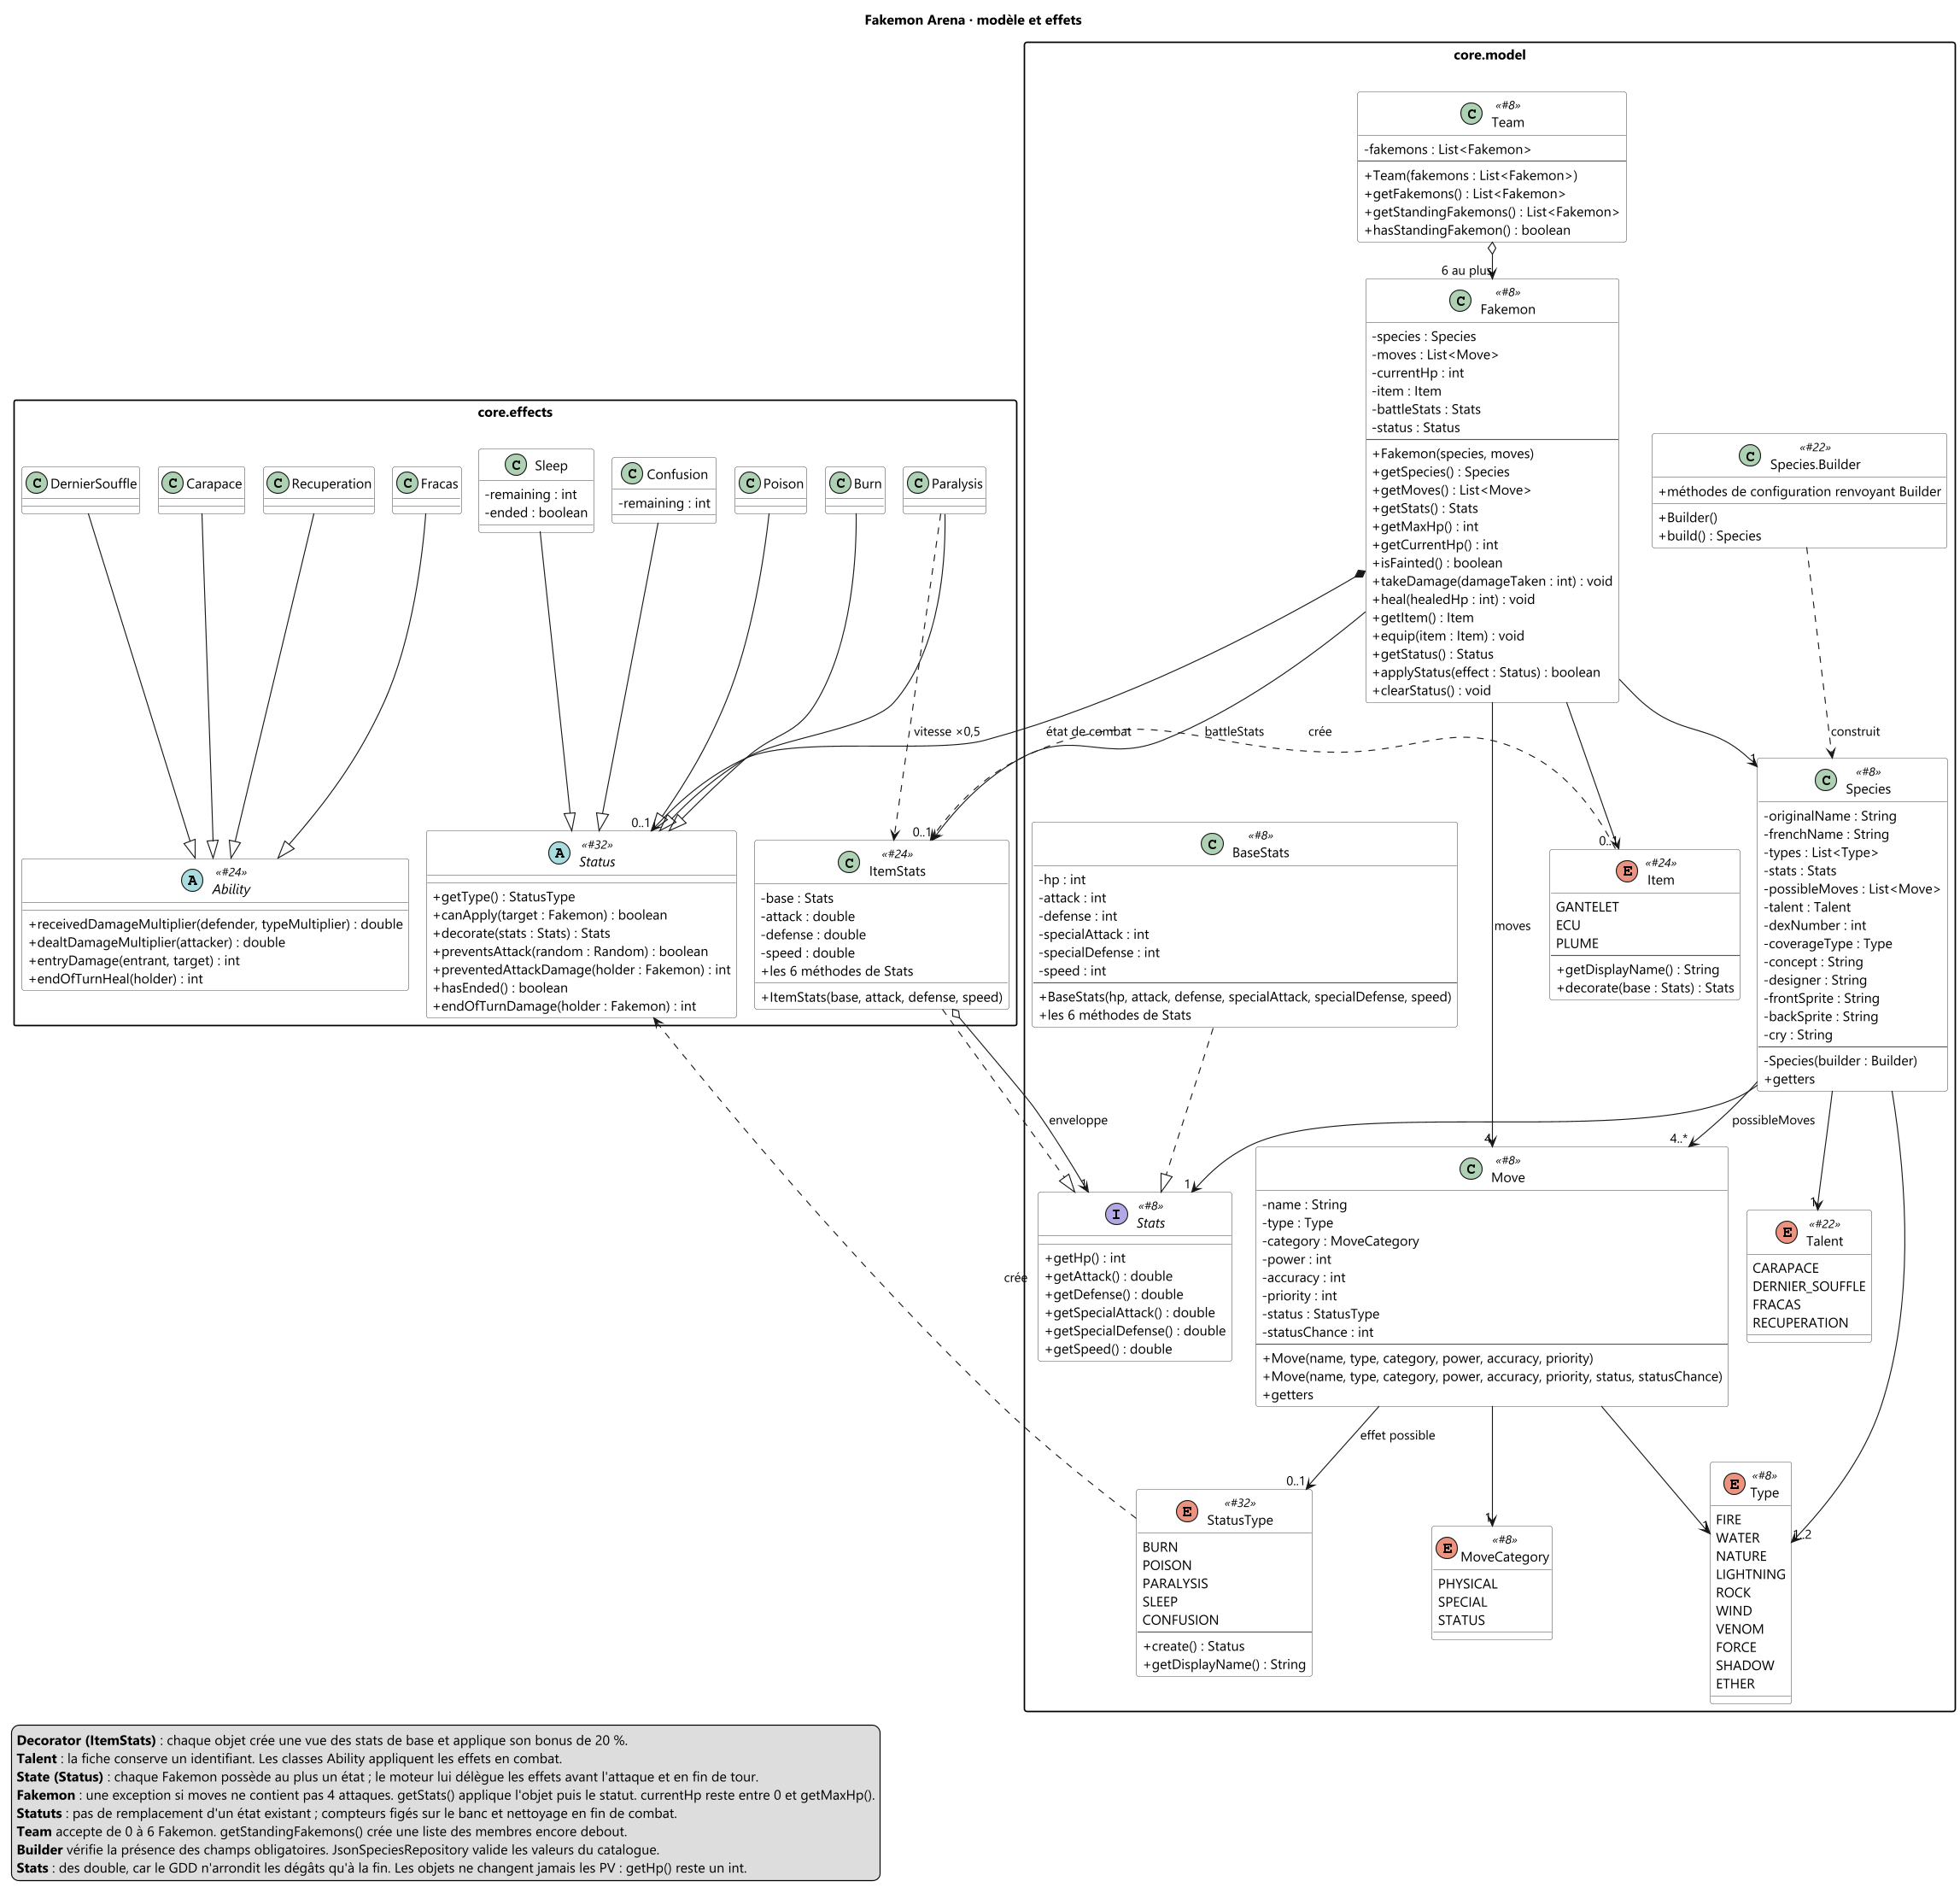 Fakemon Arena · modèle et effets
core.model
C
«#8»
Team
-fakemons : List<Fakemon>
+Team(fakemons : List<Fakemon>)
+getFakemons() : List<Fakemon>
+getStandingFakemons() : List<Fakemon>
+hasStandingFakemon() : boolean
6 au plus
C
«#8»
Fakemon
-species : Species
-moves : List<Move>
-currentHp : int
-item : Item
-battleStats : Stats
-status : Status
+Fakemon(species, moves)
+getSpecies() : Species
+getMoves() : List<Move>
+getStats() : Stats
+getMaxHp() : int
+getCurrentHp() : int
+isFainted() : boolean
+takeDamage(damageTaken : int) : void
+heal(healedHp : int) : void
+getItem() : Item
+equip(item : Item) : void
+getStatus() : Status
+applyStatus(effect : Status) : boolean
+clearStatus() : void
C
«#22»
Species.Builder
+méthodes de configuration renvoyant Builder
+Builder()
+build() : Species
core.effects
C DernierSouffle
C Carapace
C Recuperation
C Fracas
C Sleep
-remaining : int
-ended : boolean
C Confusion
-remaining : int
C Poison
C Burn
C Paralysis
vitesse ×0,5
état de combat
battleStats
crée
construit
1
0..1
0..1
A
«#24»
Ability
+receivedDamageMultiplier(defender, typeMultiplier) : double
+dealtDamageMultiplier(attacker) : double
+entryDamage(entrant, target) : int
+endOfTurnHeal(holder) : int
A
«#32»
Status
+getType() : StatusType
+canApply(target : Fakemon) : boolean
+decorate(stats : Stats) : Stats
+preventsAttack(random : Random) : boolean
+preventedAttackDamage(holder : Fakemon) : int
+hasEnded() : boolean
+endOfTurnDamage(holder : Fakemon) : int
C
«#24»
ItemStats
-base : Stats
-attack : double
-defense : double
-speed : double
+les 6 méthodes de Stats
+ItemStats(base, attack, defense, speed)
C
«#8»
BaseStats
-hp : int
-attack : int
-defense : int
-specialAttack : int
-specialDefense : int
-speed : int
+BaseStats(hp, attack, defense, specialAttack, specialDefense, speed)
+les 6 méthodes de Stats
moves
E
«#24»
Item
GANTELET
ECU
PLUME
+getDisplayName() : String
+decorate(base : Stats) : Stats
C
«#8»
Species
-originalName : String
-frenchName : String
-types : List<Type>
-stats : Stats
-possibleMoves : List<Move>
-talent : Talent
-dexNumber : int
-coverageType : Type
-concept : String
-designer : String
-frontSprite : String
-backSprite : String
-cry : String
-Species(builder : Builder)
+getters
enveloppe
possibleMoves
1
1
4
4..*
1
I
«#8»
Stats
+getHp() : int
+getAttack() : double
+getDefense() : double
+getSpecialAttack() : double
+getSpecialDefense() : double
+getSpeed() : double
crée
C
«#8»
Move
-name : String
-type : Type
-category : MoveCategory
-power : int
-accuracy : int
-priority : int
-status : StatusType
-statusChance : int
+Move(name, type, category, power, accuracy, priority)
+Move(name, type, category, power, accuracy, priority, status, statusChance)
+getters
E
«#22»
Talent
CARAPACE
DERNIER_SOUFFLE
FRACAS
RECUPERATION
effet possible
0..1
1
1
1..2
E
«#32»
StatusType
BURN
POISON
PARALYSIS
SLEEP
CONFUSION
+create() : Status
+getDisplayName() : String
E
«#8»
MoveCategory
PHYSICAL
SPECIAL
STATUS
E
«#8»
Type
FIRE
WATER
NATURE
LIGHTNING
ROCK
WIND
VENOM
FORCE
SHADOW
ETHER
Decorator (ItemStats) : chaque objet crée une vue des stats de base et applique son bonus de 20 %.
Talent : la fiche conserve un identifiant. Les classes Ability appliquent les effets en combat.
State (Status) : chaque Fakemon possède au plus un état ; le moteur lui délègue les effets avant l'attaque et en fin de tour.
Fakemon : une exception si moves ne contient pas 4 attaques. getStats() applique l'objet puis le statut. currentHp reste entre 0 et getMaxHp().
Statuts : pas de remplacement d'un état existant ; compteurs figés sur le banc et nettoyage en fin de combat.
Team accepte de 0 à 6 Fakemon. getStandingFakemons() crée une liste des membres encore debout.
Builder vérifie la présence des champs obligatoires. JsonSpeciesRepository valide les valeurs du catalogue.
Stats : des double, car le GDD n'arrondit les dégâts qu'à la fin. Les objets ne changent jamais les PV : getHp() reste un int.